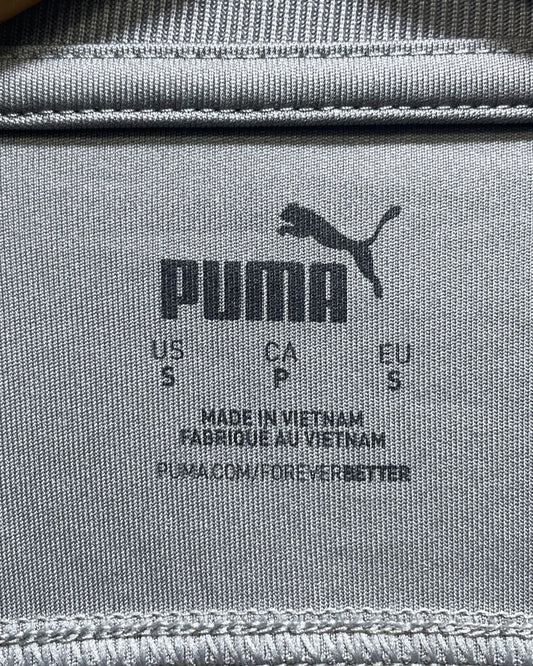 PUMA
US CA EU
S P S
MADE IN VIETNAM
FABRIQUÉ AU VIETNAM
PUMA.COM/FOREVERBETTER